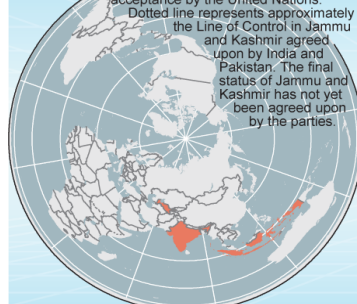 acceptance by the United Nations.
Dotted line represents approximately
the Line of Control in Jammu
and Kashmir agreed
upon by India and
Pakistan. The final
status of Jammu and
Kashmir has not yet
been agreed upon
by the parties.